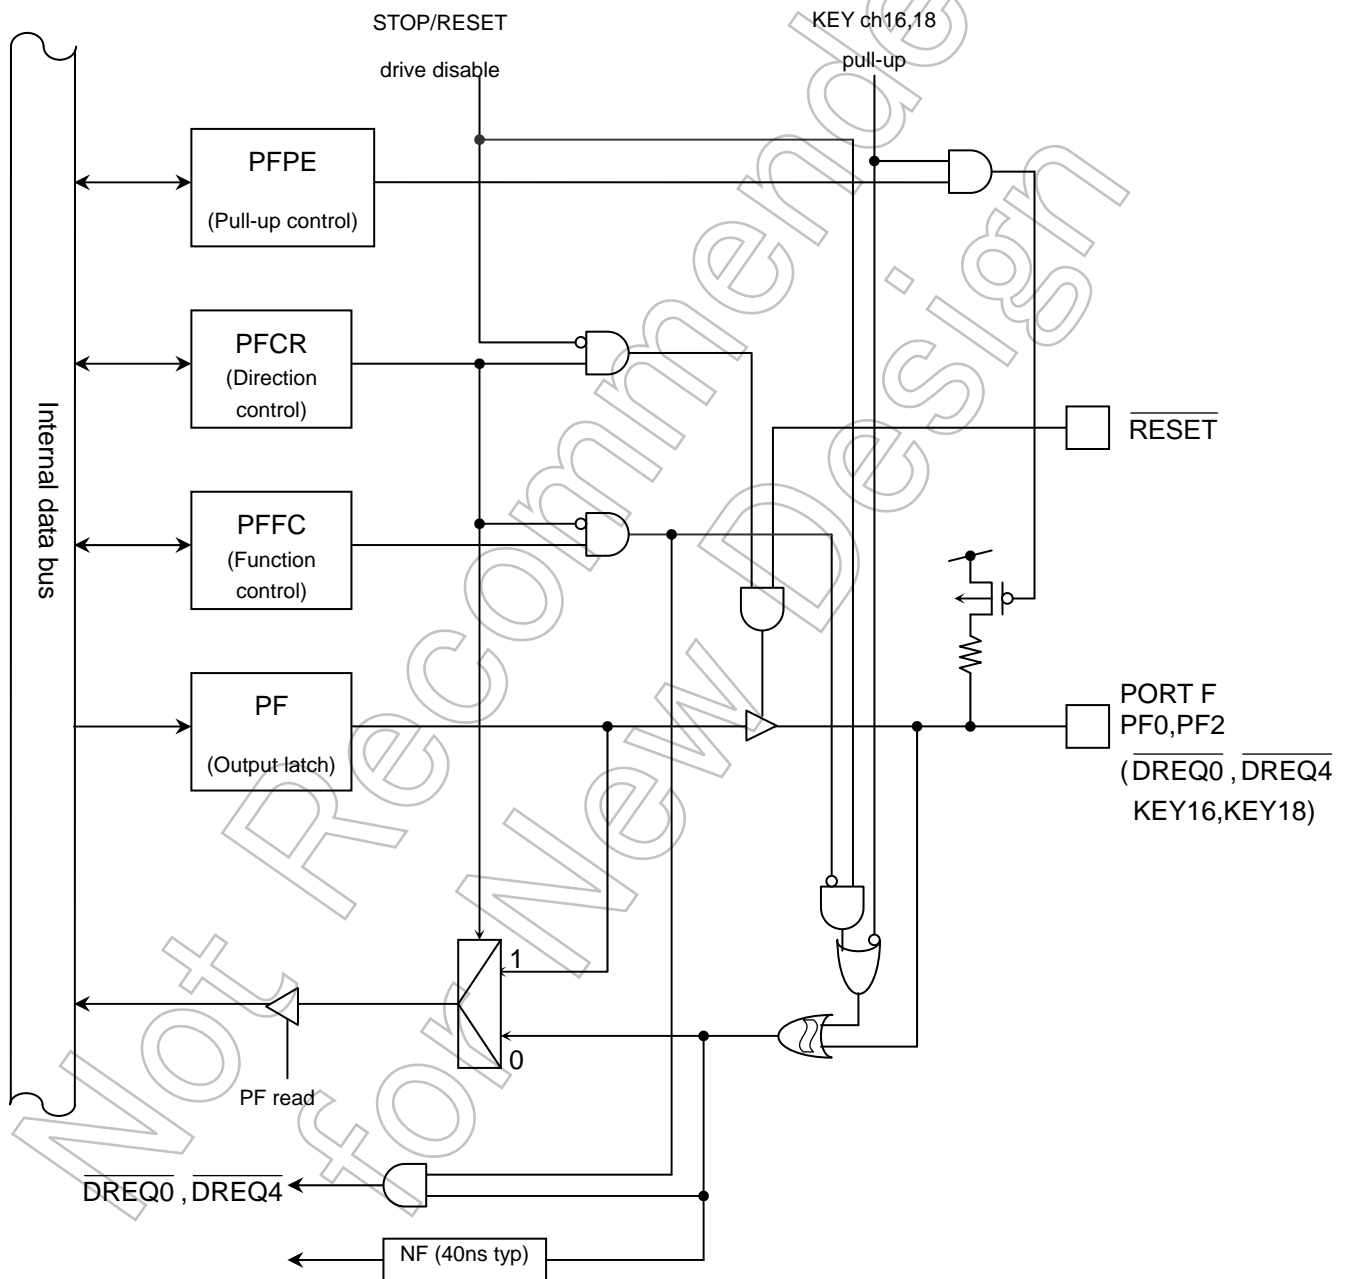 STOP/RESET
drive disable
KEY ch16,18
pull-up
PFPE
(Pull-up control)
PFCR
(Direction
control)
PFFC
(Function
control)
PF
(Output latch)
Internal data bus
RESET
PORT F
PF0,PF2
(DREQ0 , DREQ4
KEY16,KEY18)
1
0
PF read
DREQ0 , DREQ4
NF (40ns typ)
Not Recommende
for New Design